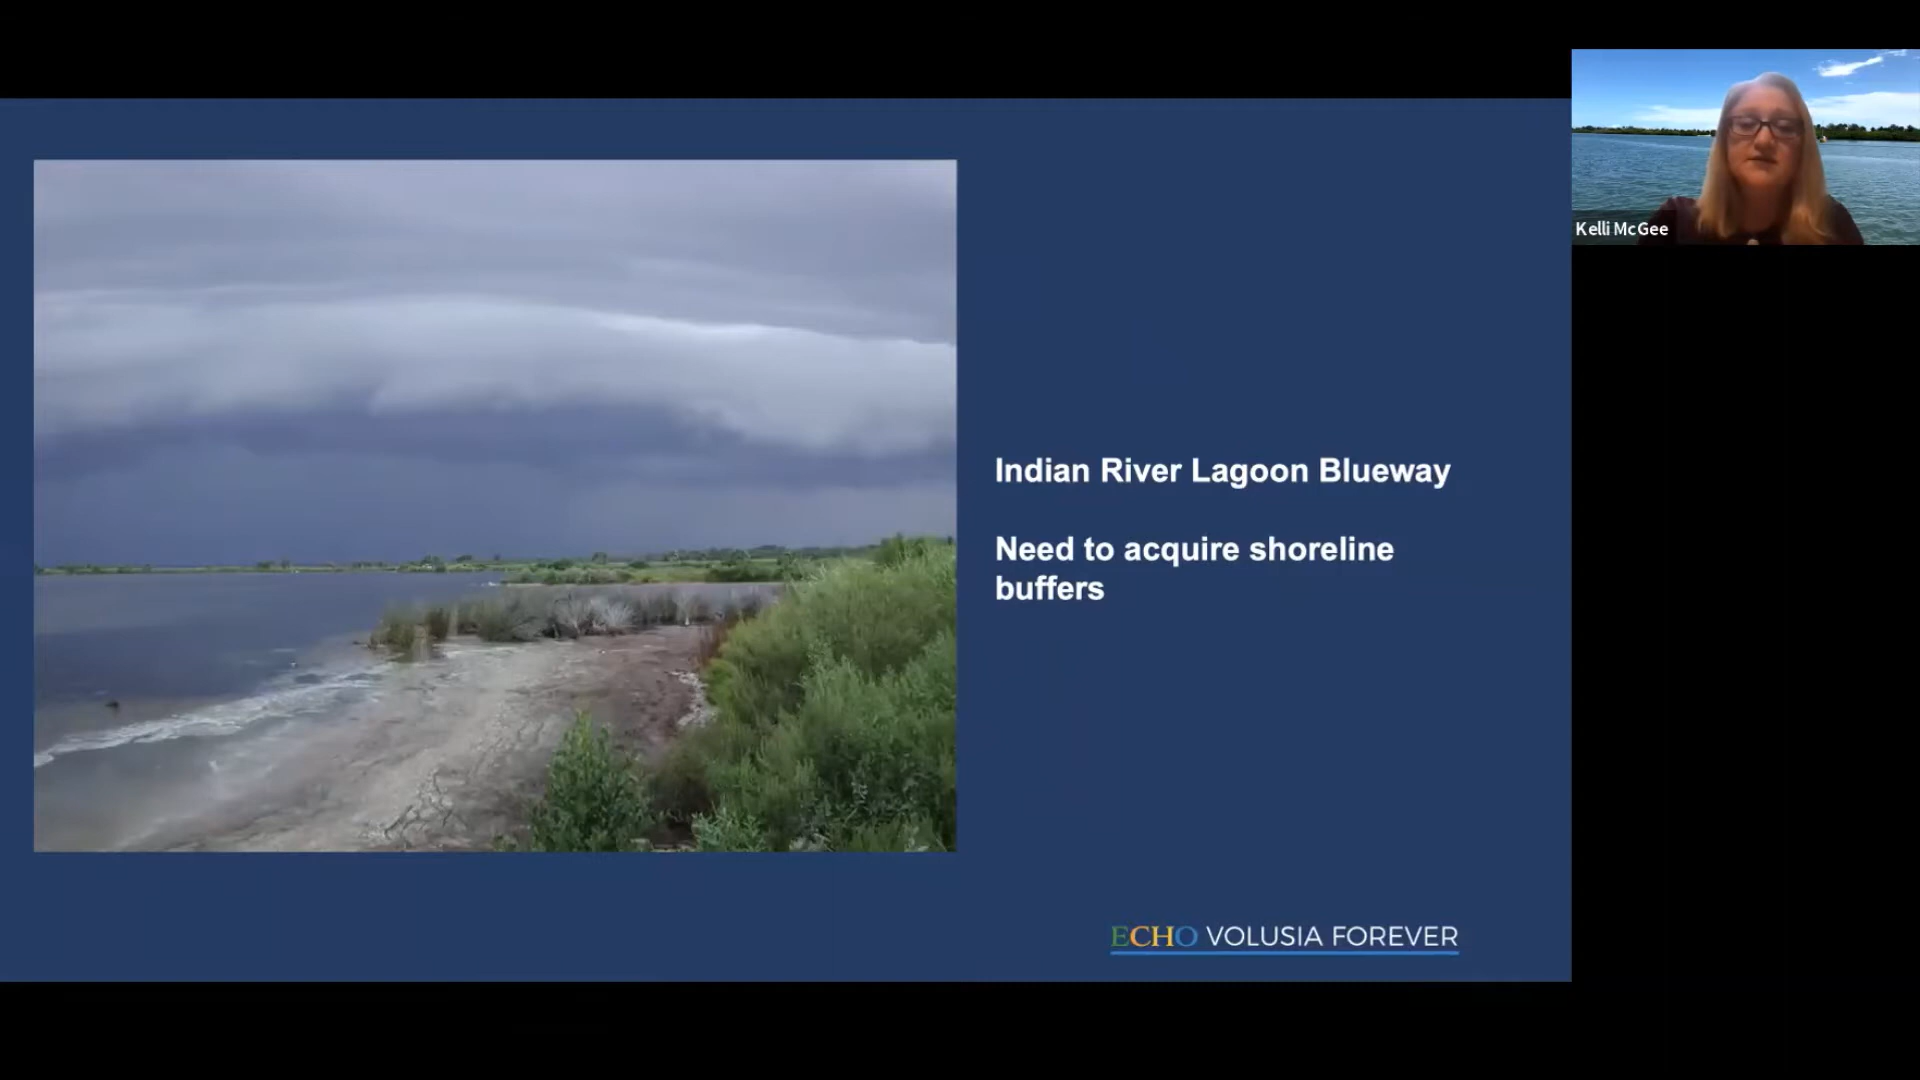 Kelli McGee
Indian River Lagoon Blueway
Need to acquire shoreline
buffers
ECHO VOLUSIA FOREVER